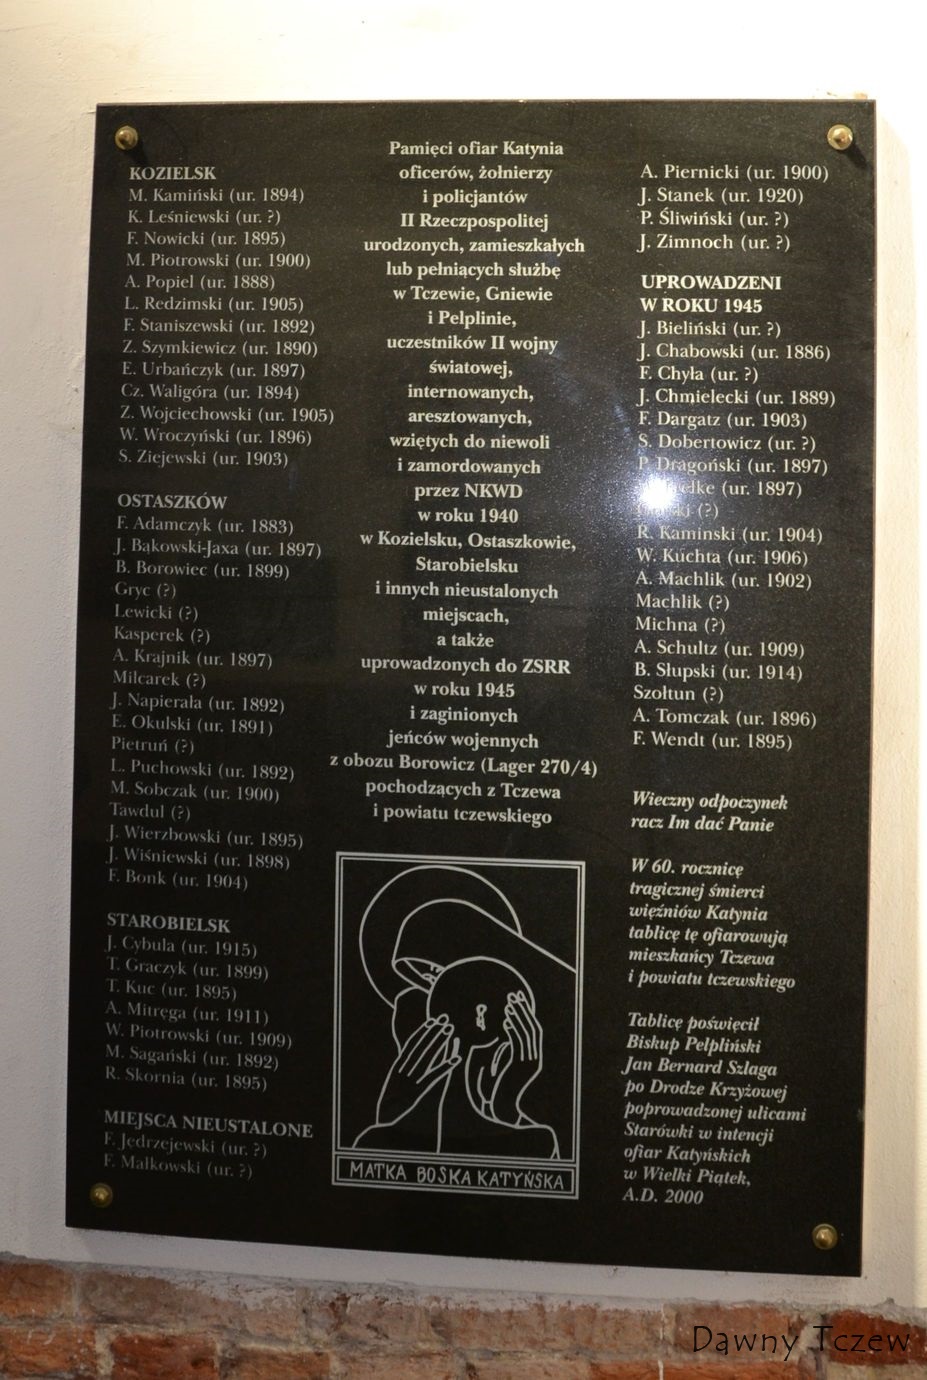 KOZIELSK
M. Kamiński (ur. 1894)
K. Leśniewski (ur. ?)
F. Nowicki (ur. 1895)
M. Piotrowski (ur. 1900)
A. Popiel (ur. 1888)
L. Redzimski (ur. 1905)
F. Staniszewski (ur. 1892)
Z. Szymkiewicz (ur. 1890)
E. Urbańczyk (ur. 1897)
Cz. Waligóra (ur. 1894)
Z. Wojciechowski (ur. 1905)
W. Wroczyński (ur. 1896)
S. Ziejewski (ur. 1903)
OSTASZKÓW
F. Adamczyk (ur. 1883)
J. Bąkowski-Jaxa (ur. 1897)
B. Borowiec (ur. 1899)
Gryc (?)
Lewicki (?)
Kasperek (?)
A. Krajnik (ur. 1897)
Milcarek (?)
J. Napierała (ur. 1892)
E. Okulski (ur. 1891)
Pietruń (?)
L. Puchowski (ur. 1892)
M. Sobczak (ur. 1900)
Tawdul (?)
J. Wierzbowski (ur. 1895)
J. Wiśniewski (ur. 1898)
F. Bonk (ur. 1904)
STAROBIELSK
J. Cybula (ur. 1915)
T. Graczyk (ur. 1899)
T. Kuc (ur. 1895)
A. Mitręga (ur. 1911)
W. Piotrowski (ur. 1909)
M. Sagański (ur. 1892)
R. Skornia (ur. 1895)
MIEJSCA NIEUSTALONE
F. Jędrzejewski (ur. ?)
F. Małkowski (ur. ?)
Pamięci ofiar Katynia
oficerów, żołnierzy
i policjantów
II Rzeczpospolitej
urodzonych, zamieszkałych
lub pełniących służbę
w Tczewie, Gniewie
i Pelplinie,
uczestników II wojny
światowej,
internowanych,
aresztowanych,
wziętych do niewoli
i zamordowanych
przez NKWD
w roku 1940
w Kozielsku, Ostaszkowie,
Starobielsku
i innych nieustalonych
miejscach,
a także
uprowadzonych do ZSRR
w roku 1945
i zaginionych
jeńców wojennych
z obozu Borowicz (Lager 270/4)
pochodzących z Tczewa
i powiatu tczewskiego
MATKA BOSKA KATYŃSKA
A. Piernicki (ur. 1900)
J. Stanek (ur. 1920)
P. Śliwiński (ur. ?)
J. Zimnoch (ur. ?)
UPROWADZENI
W ROKU 1945
J. Bieliński (ur. ?)
J. Chabowski (ur. 1886)
F. Chyła (ur. ?)
J. Chmielecki (ur. 1889)
F. Dargatz (ur. 1903)
S. Dobertowicz (ur. ?)
P. Dragoński (ur. 1897)
(ur. 1897)
(?)
R. Kamiński (ur. 1904)
W. Kuchta (ur. 1906)
A. Machlik (ur. 1902)
Machlik (?)
Michna (?)
A. Schultz (ur. 1909)
B. Słupski (ur. 1914)
Szołtun (?)
A. Tomczak (ur. 1896)
F. Wendt (ur. 1895)
Wieczny odpoczynek
racz Im dać Panie
W 60. rocznicę
tragicznej śmierci
więźniów Katynia
tablicę tę ofiarowują
mieszkańcy Tczewa
i powiatu tczewskiego
Tablicę poświęcił
Biskup Pelpliński
Jan Bernard Szlaga
po Drodze Krzyżowej
poprowadzonej ulicami
Starówki w intencji
ofiar Katyńskich
w Wielki Piątek,
A.D. 2000
Dawny Tczew